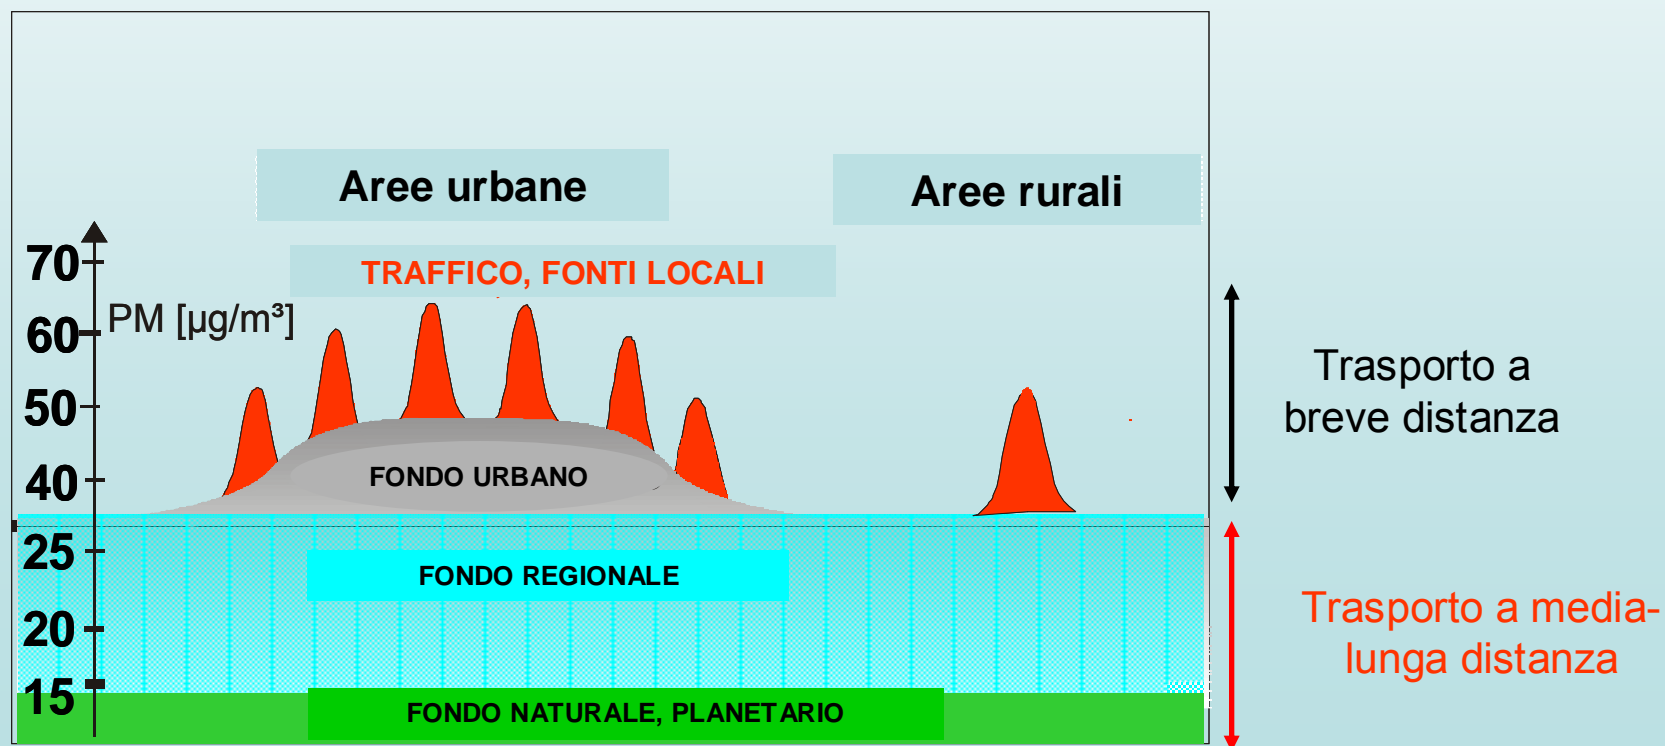 Aree urbane
Aree rurali
TRAFFICO, FONTI LOCALI
70
PM [µg/m³]
60
50
40
25
20
15
FONDO URBANO
FONDO REGIONALE
FONDO NATURALE, PLANETARIO
Trasporto a
breve distanza
Trasporto a media-
lunga distanza